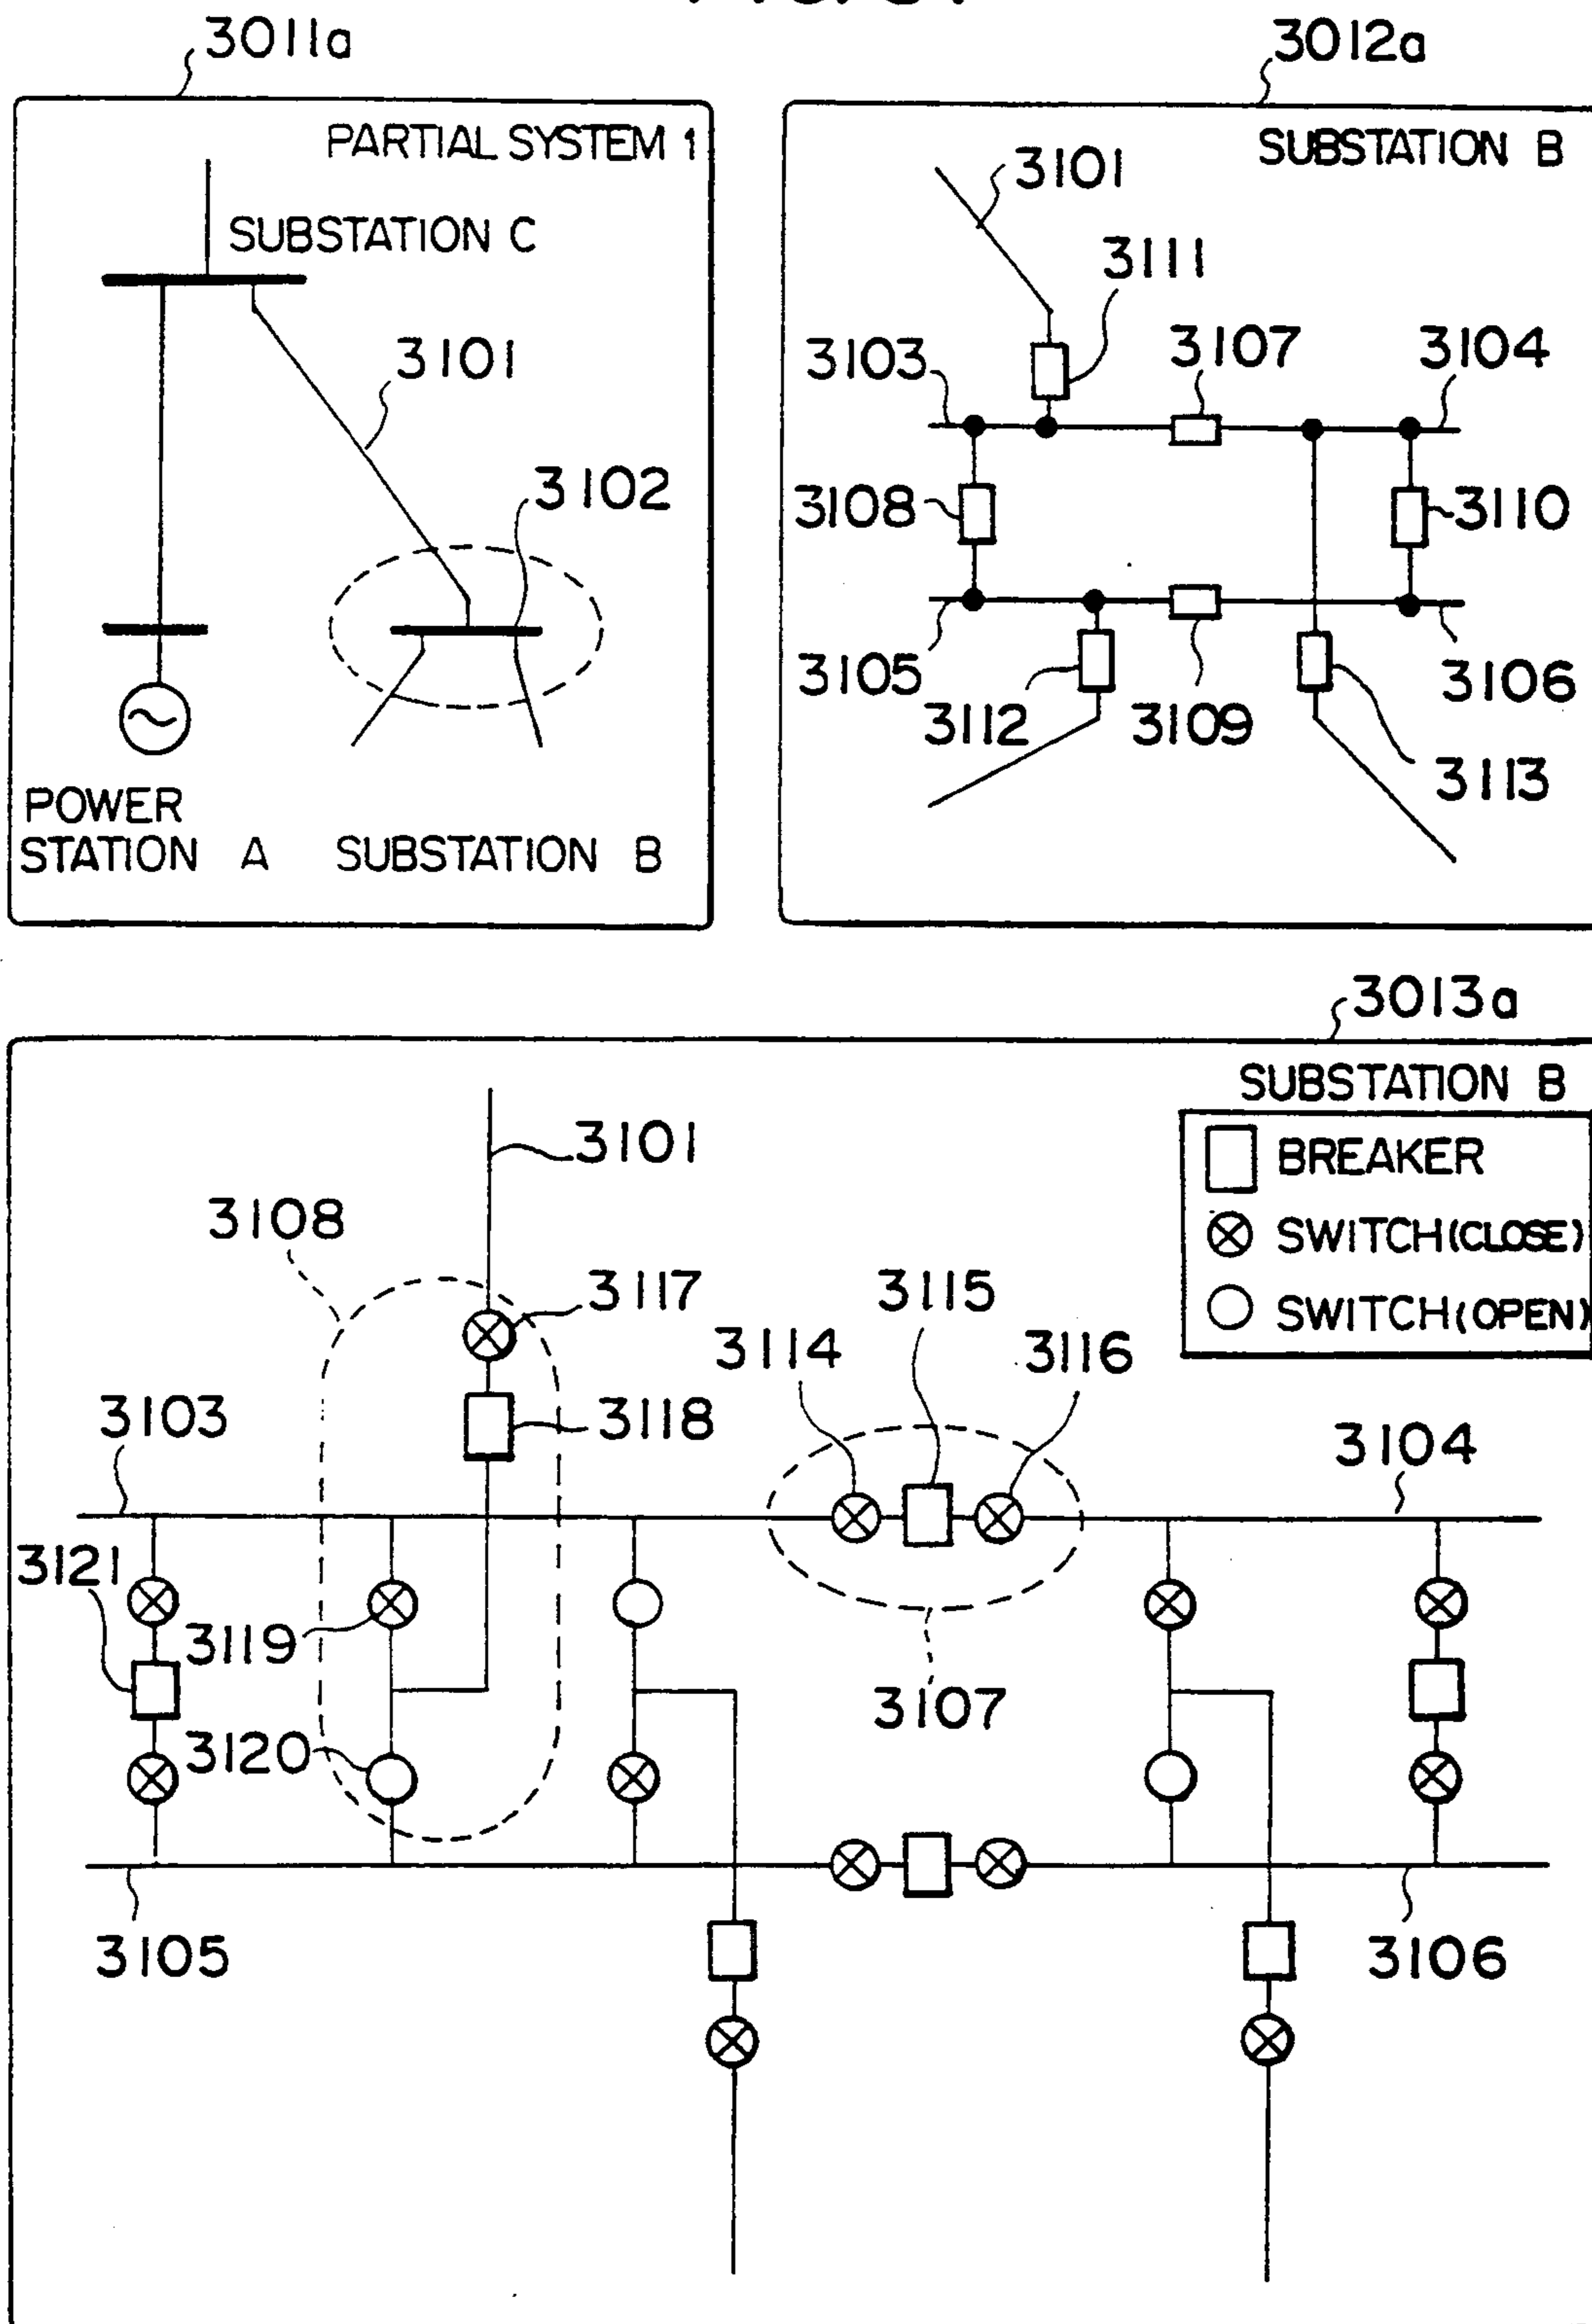 3011a
PARTIAL SYSTEM 1
SUBSTATION C
3101
3102
POWER
STATION A
SUBSTATION B
3012a
SUBSTATION B
3101
3111
3103
3107
3104
3108
3110
3105
3112
3109
3106
3113
3013a
SUBSTATION B
BREAKER
SWITCH(CLOSE)
SWITCH(OPEN)
3101
3108
3117
3118
3114
3115
3116
3103
3104
3121
3119
3107
3120
3105
3106